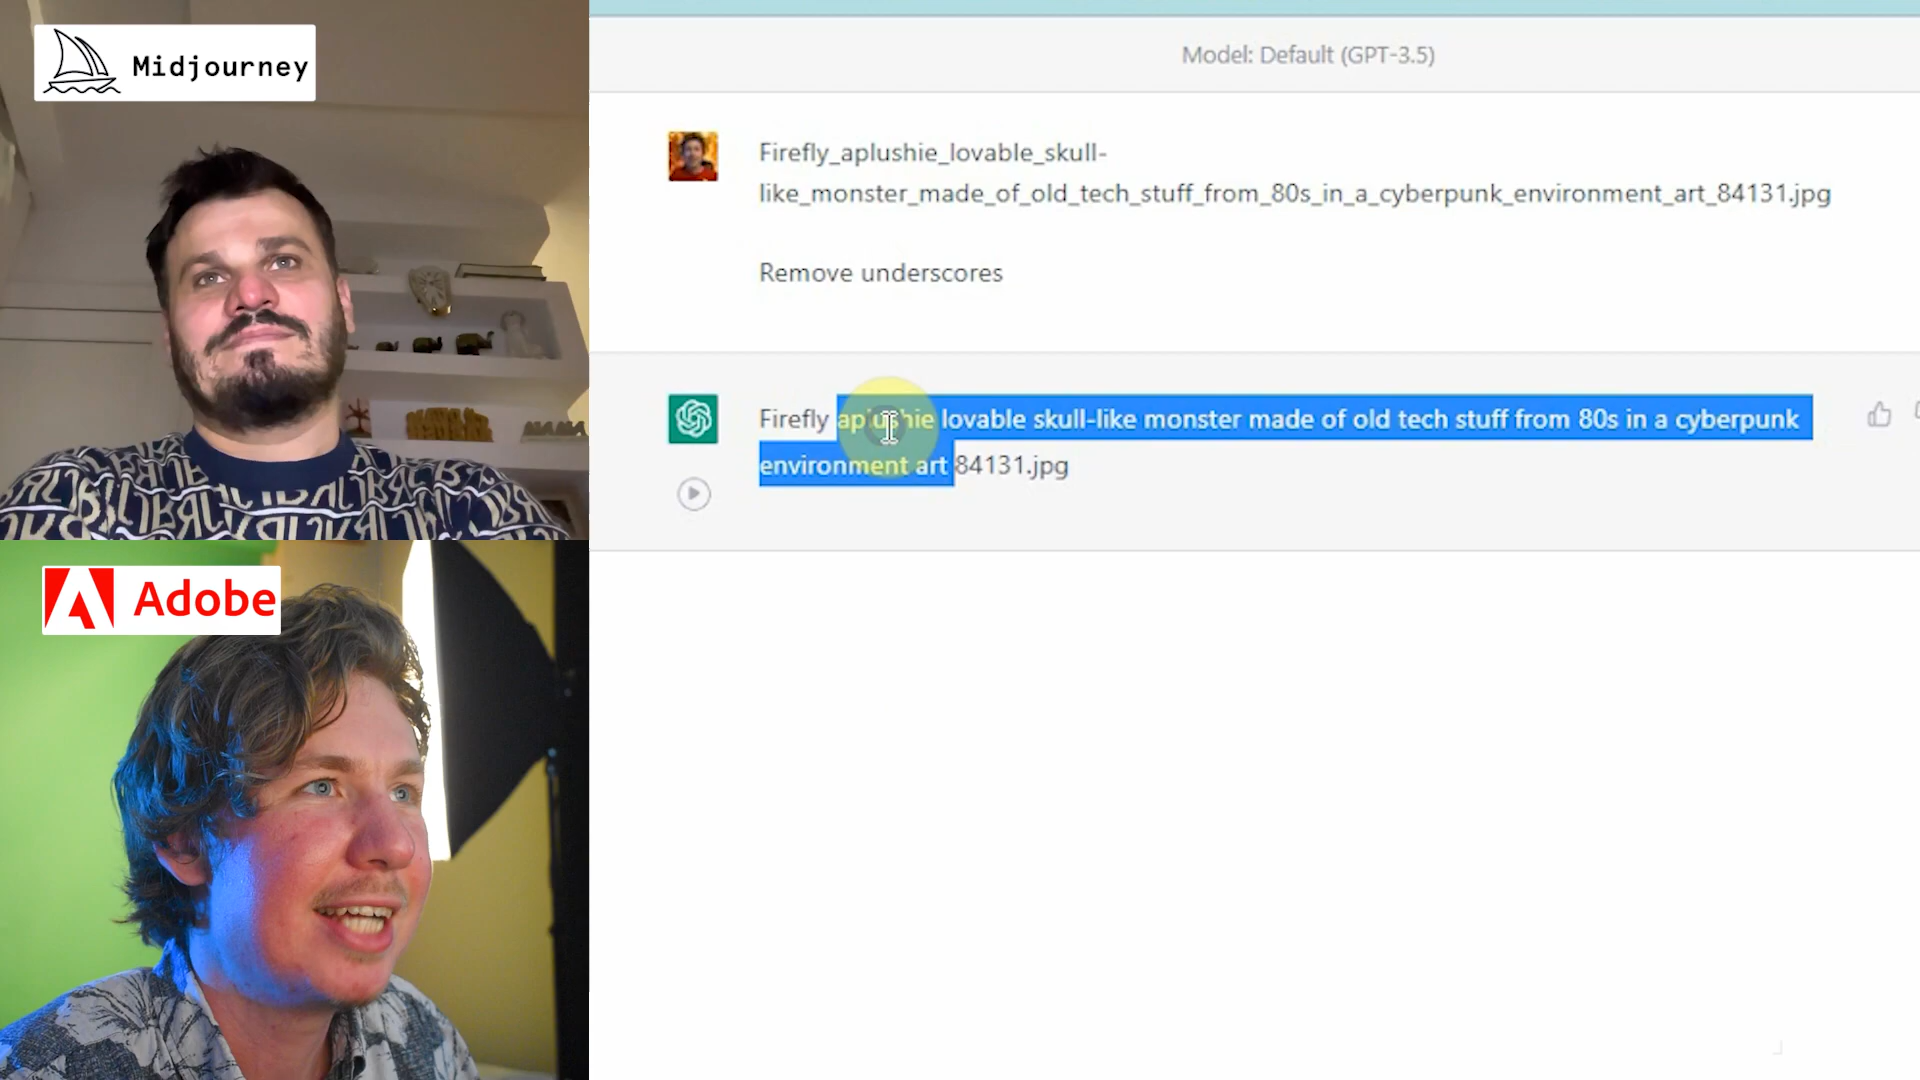 Midjourney
Adobe
Model: Default (GPT-3.5)
Firefly_aplushie_lovable_skull-
like_monster_made_of_old_tech_stuff_from_80s_in_a_cyberpunk_environment_art_84131.jpg
Remove underscores
Firefly aplushie lovable skull-like monster made of old tech stuff from 80s in a cyberpunk
environment art 84131.jpg